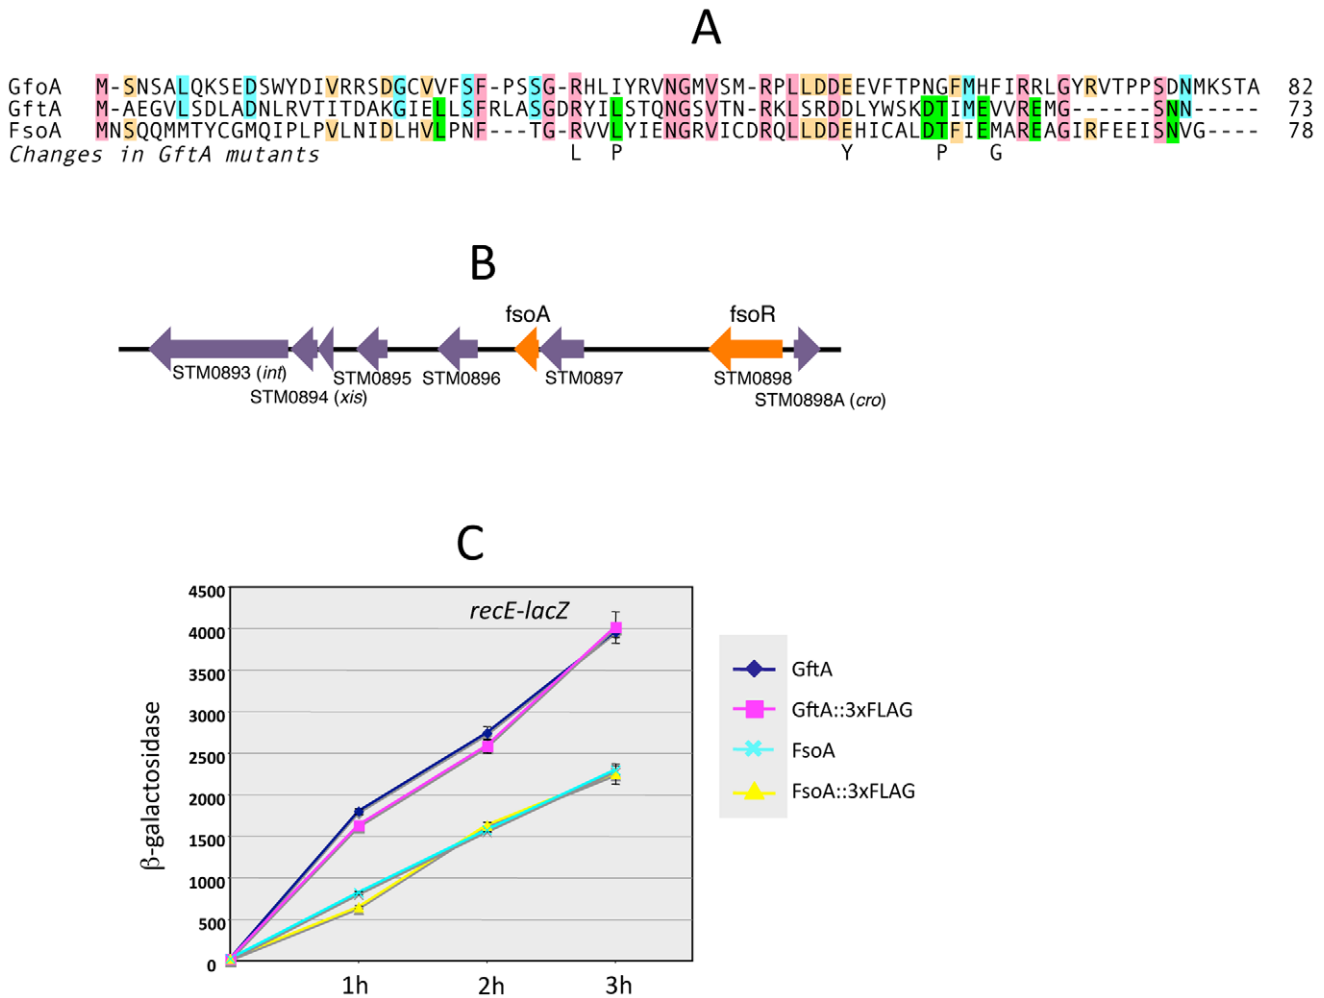 A
GfoA M-SNSALQKSEDSWYDIVRRSDGCVVFSF-PSSG-RHLIYRVNGMVSM-RPLLDDEEVFTPNGFMHFIRRLGYRVTPPSDNMKSTA 82
GftA M-AEGVLSDLADNLRVTITDAKGIELLSFRLASGDRYILSTQNGSVTN-RKLSRDDLYWSKDTIMEVVREMG------SNN----- 73
FsoA MNSQQMMTYCGMQIPLPVLNIDLHVLPNF---TG-RVVLYIENGRVICDRQLLDDEHICALDTFIEMAREAGIRFEEISNVG---- 78
Changes in GftA mutants L P Y P G
B
fsoA fsoR
STM0893 (int) STM0895 STM0896 STM0897 STM0898
STM0894 (xis) STM0898A (cro)
C
recE-lacZ
β-galactosidase
4500
4000
3500
3000
2500
2000
1500
1000
500
0
1h 2h 3h
GftA
GftA::3xFLAG
FsoA
FsoA::3xFLAG